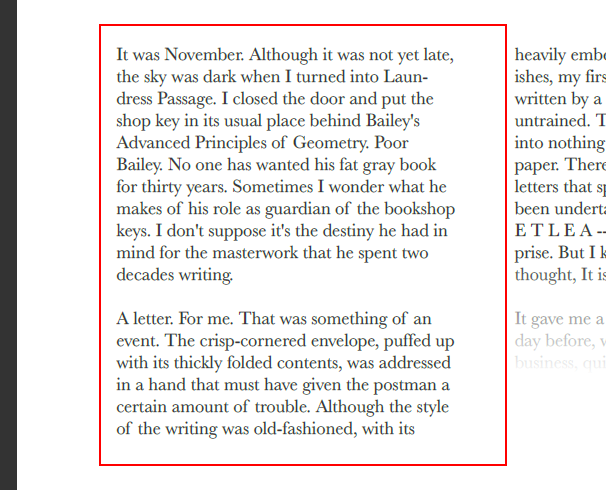 It was November. Although it was not yet late,
the sky was dark when I turned into Laun-
dress Passage. I closed the door and put the
shop key in its usual place behind Bailey's
Advanced Principles of Geometry. Poor
Bailey. No one has wanted his fat gray book
for thirty years. Sometimes I wonder what he
makes of his role as guardian of the bookshop
keys. I don't suppose it's the destiny he had in
mind for the masterwork that he spent two
decades writing.
A letter. For me. That was something of an
event. The crisp-cornered envelope, puffed up
with its thickly folded contents, was addressed
in a hand that must have given the postman a
certain amount of trouble. Although the style
of the writing was old-fashioned, with its
heavily
ishes, my
written by a
untrained.
into nothing
paper. There
letters that
been
E T L E A --
prise. But I
thought, It is
It gave me a
day before,
business,